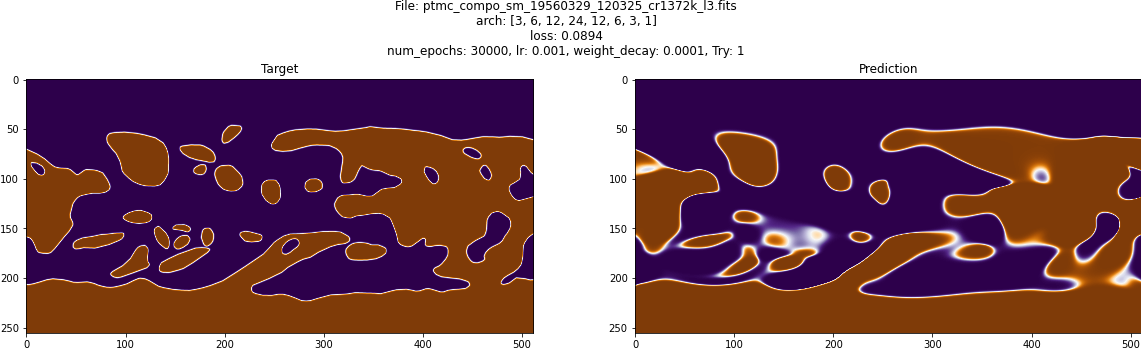 File: ptmc_compo_sm_19560329_120325_cr1372k_l3.fits
arch: [3, 6, 12, 24, 12, 6, 3, 1]
loss: 0.0894
num_epochs: 30000, lr: 0.001, weight_decay: 0.0001, Try: 1
Target
0
50
100
150
200
250
0 100 200 300 400 500
Prediction
0
50
100
150
200
250
0 100 200 300 400 500